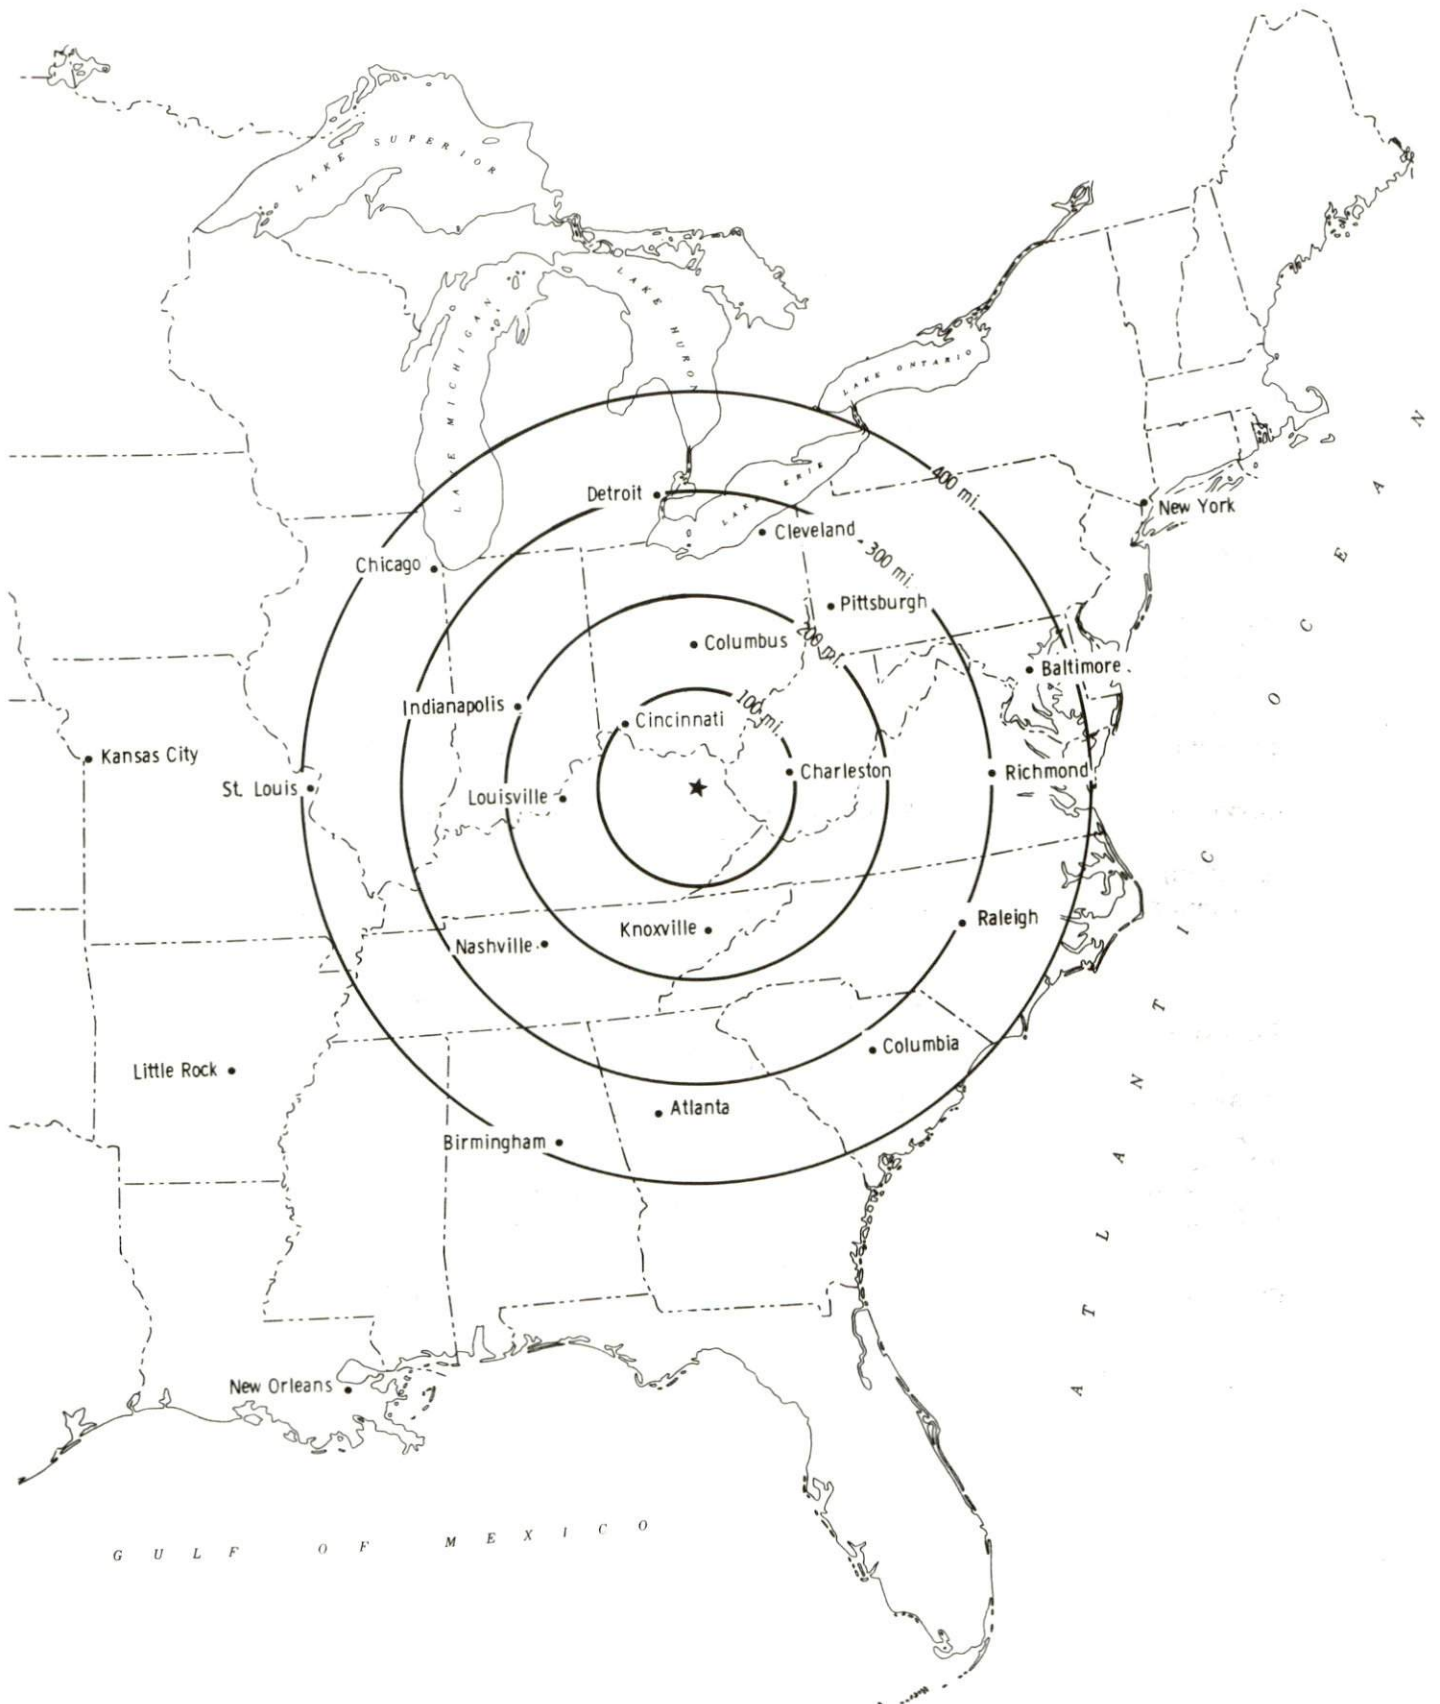 LAKE SUPERIOR
LAKE MICHIGAN
LAKE HURON
LAKE ONTARIO
LAKE ERIE
400 mi.
Detroit
New York
Cleveland
300 mi.
Chicago
Pittsburgh
200 mi.
Columbus
Baltimore
Indianapolis
100 mi.
Cincinnati
Kansas City
Charleston
Richmond
St. Louis
Louisville
Raleigh
Knoxville
Nashville
Columbia
Little Rock
Atlanta
Birmingham
New Orleans
ATLANTIC OCEAN
GULF OF MEXICO